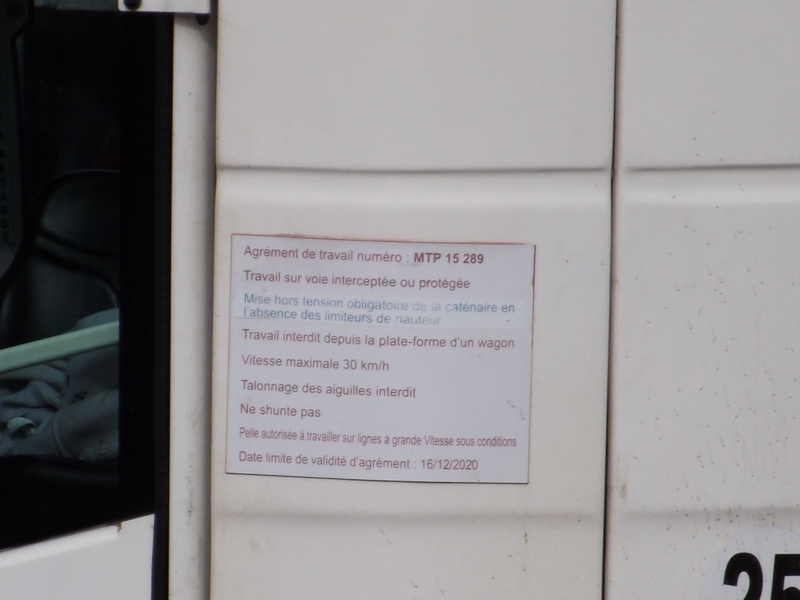 Agrément de travail numéro : MTP 15 289
Travail sur voie interceptée ou protégée
Mise hors tension obligatoire de la caténaire en
l'absence des limiteurs de hauteur
Travail interdit depuis la plate-forme d'un wagon
Vitesse maximale 30 km/h
Talonnage des aiguilles interdit
Ne shunte pas
Pelle autorisée à travailler sur lignes à grande Vitesse sous conditions
Date limite de validité d'agrément : 16/12/2020
25